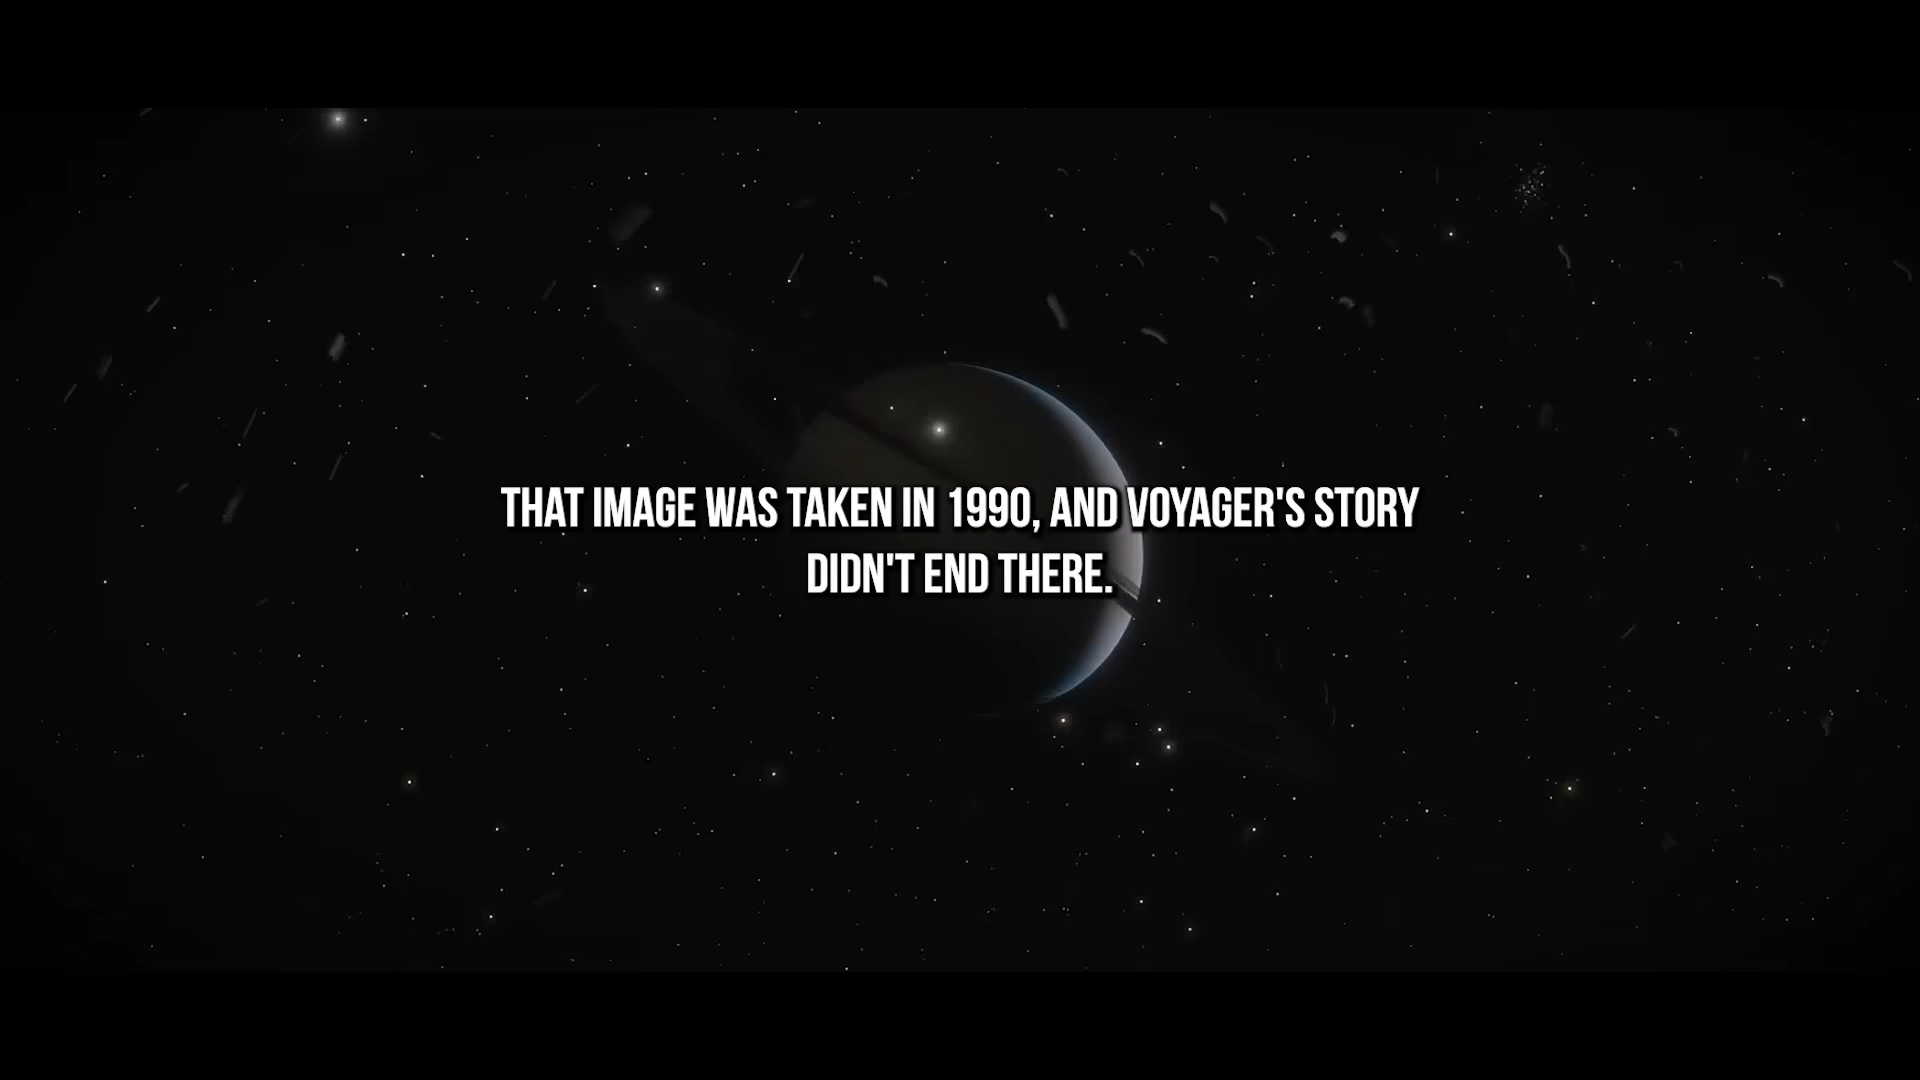 THAT IMAGE WAS TAKEN IN 1990, AND VOYAGER'S STORY
DIDN'T END THERE.